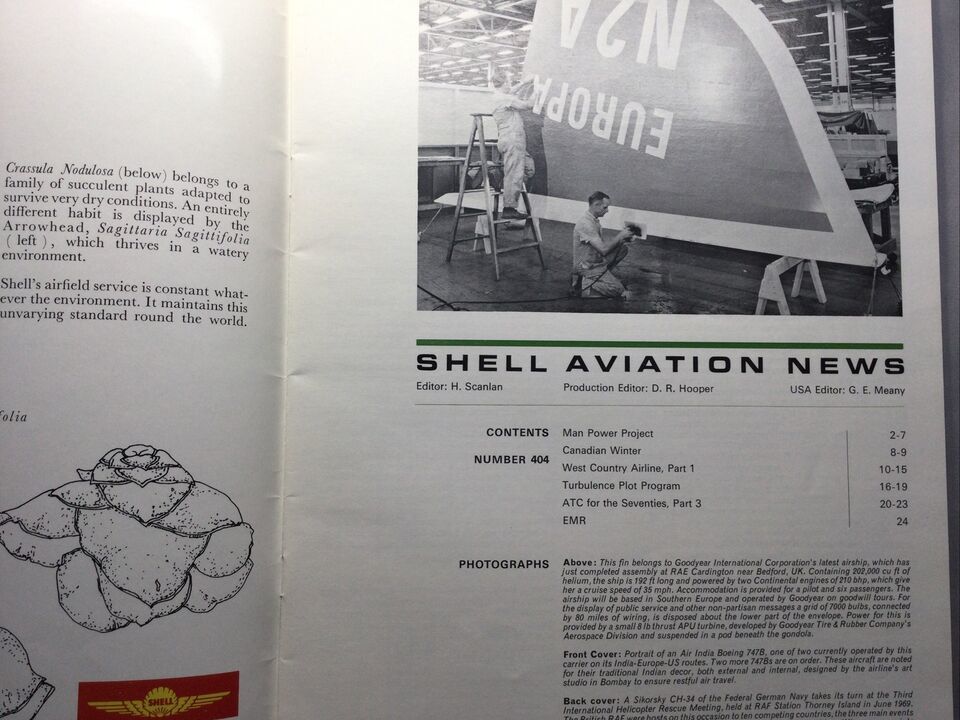 Crassula Nodulosa (below) belongs to a
family of succulent plants adapted to
survive very dry conditions. An entirely
different habit is displayed by the
Arrowhead, Sagittaria Sagittifolia
( left ) , which thrives in a watery
environment.
Shell's airfield service is constant what-
ever the environment. It maintains this
unvarying standard round the world.
folia
SHELL
N2A
EUROPA
SHELL AVIATION NEWS
Editor: H. Scanlan Production Editor: D. R. Hooper USA Editor: G. E. Meany
CONTENTS
NUMBER 404
Man Power Project 2-7
Canadian Winter 8-9
West Country Airline, Part 1 10-15
Turbulence Plot Program 16-19
ATC for the Seventies, Part 3 20-23
EMR 24
PHOTOGRAPHS
Above: This fin belongs to Goodyear International Corporation's latest airship, which has
just completed assembly at RAE Cardington near Bedford, UK. Containing 202,000 cu ft of
helium, the ship is 192 ft long and powered by two Continental engines of 210 bhp, which give
her a cruise speed of 35 mph. Accommodation is provided for a pilot and six passengers. The
airship will be based in Southern Europe and operated by Goodyear on goodwill tours. For
the display of public service and other non-partisan messages a grid of 7000 bulbs, connected
by 80 miles of wiring, is disposed about the lower part of the envelope. Power for this is
provided by a small 8 lb thrust APU turbine, developed by Goodyear Tire & Rubber Company's
Aerospace Division and suspended in a pod beneath the gondola.
Front Cover: Portrait of an Air India Boeing 747B, one of two currently operated by this
carrier on its India-Europe-US routes. Two more 747Bs are on order. These aircraft are noted
for their traditional Indian decor, both external and internal, designed by the airline's art
studio in Bombay to ensure restful air travel.
Back cover: A Sikorsky CH-34 of the Federal German Navy takes its turn at the Third
International Helicopter Rescue Meeting, held at RAF Station Thorney Island in June 1969.
The British RAF were hosts on this occasion to ten competing countries, the three main events